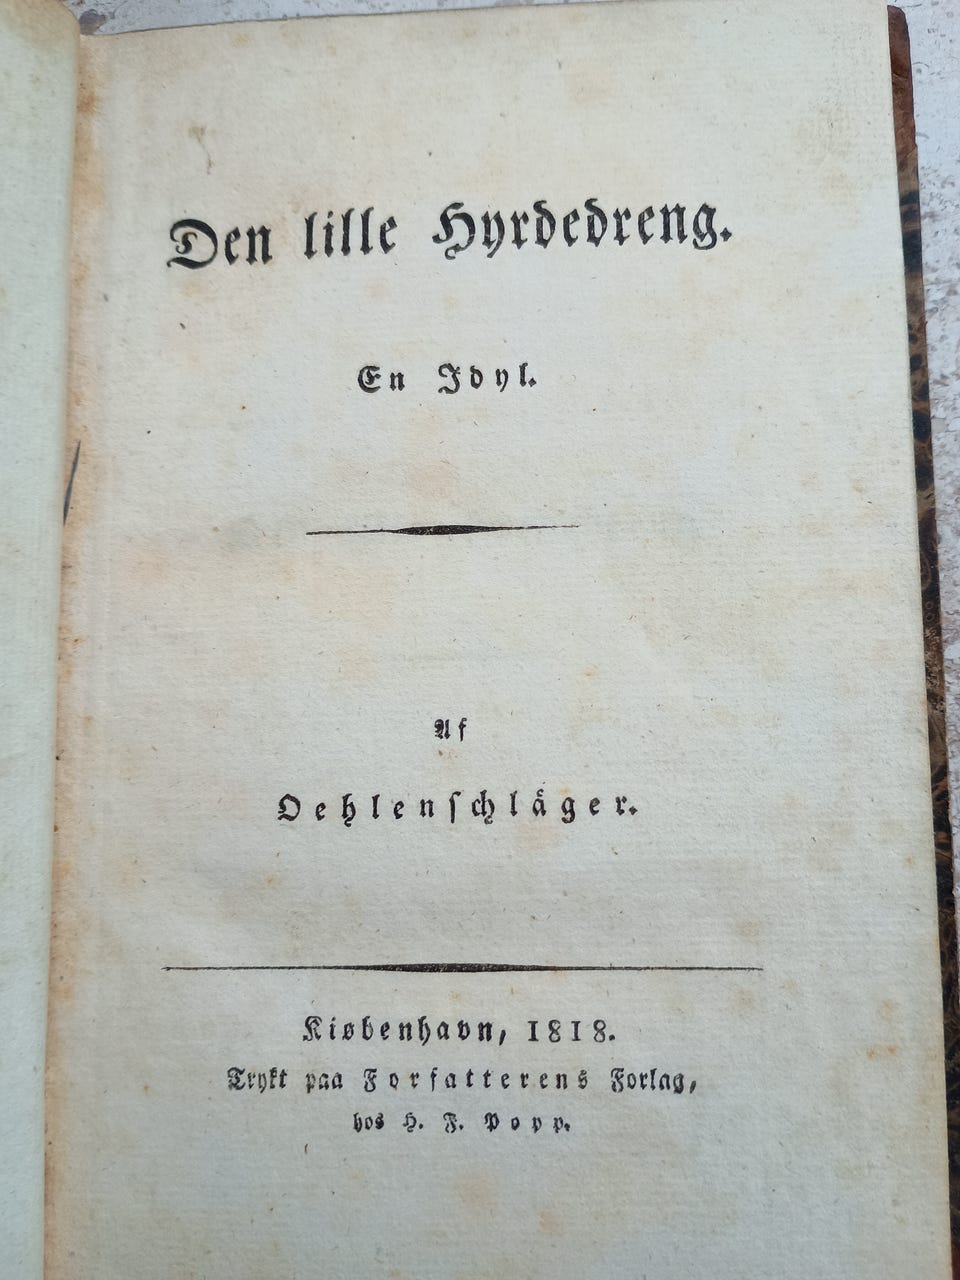 Den lille Hyrdedreng.
En Idyl.
Af
Oehlenschläger.
Kiøbenhavn, 1818.
Trykt paa Forfatterens Forlag,
hos H. F. Popp.